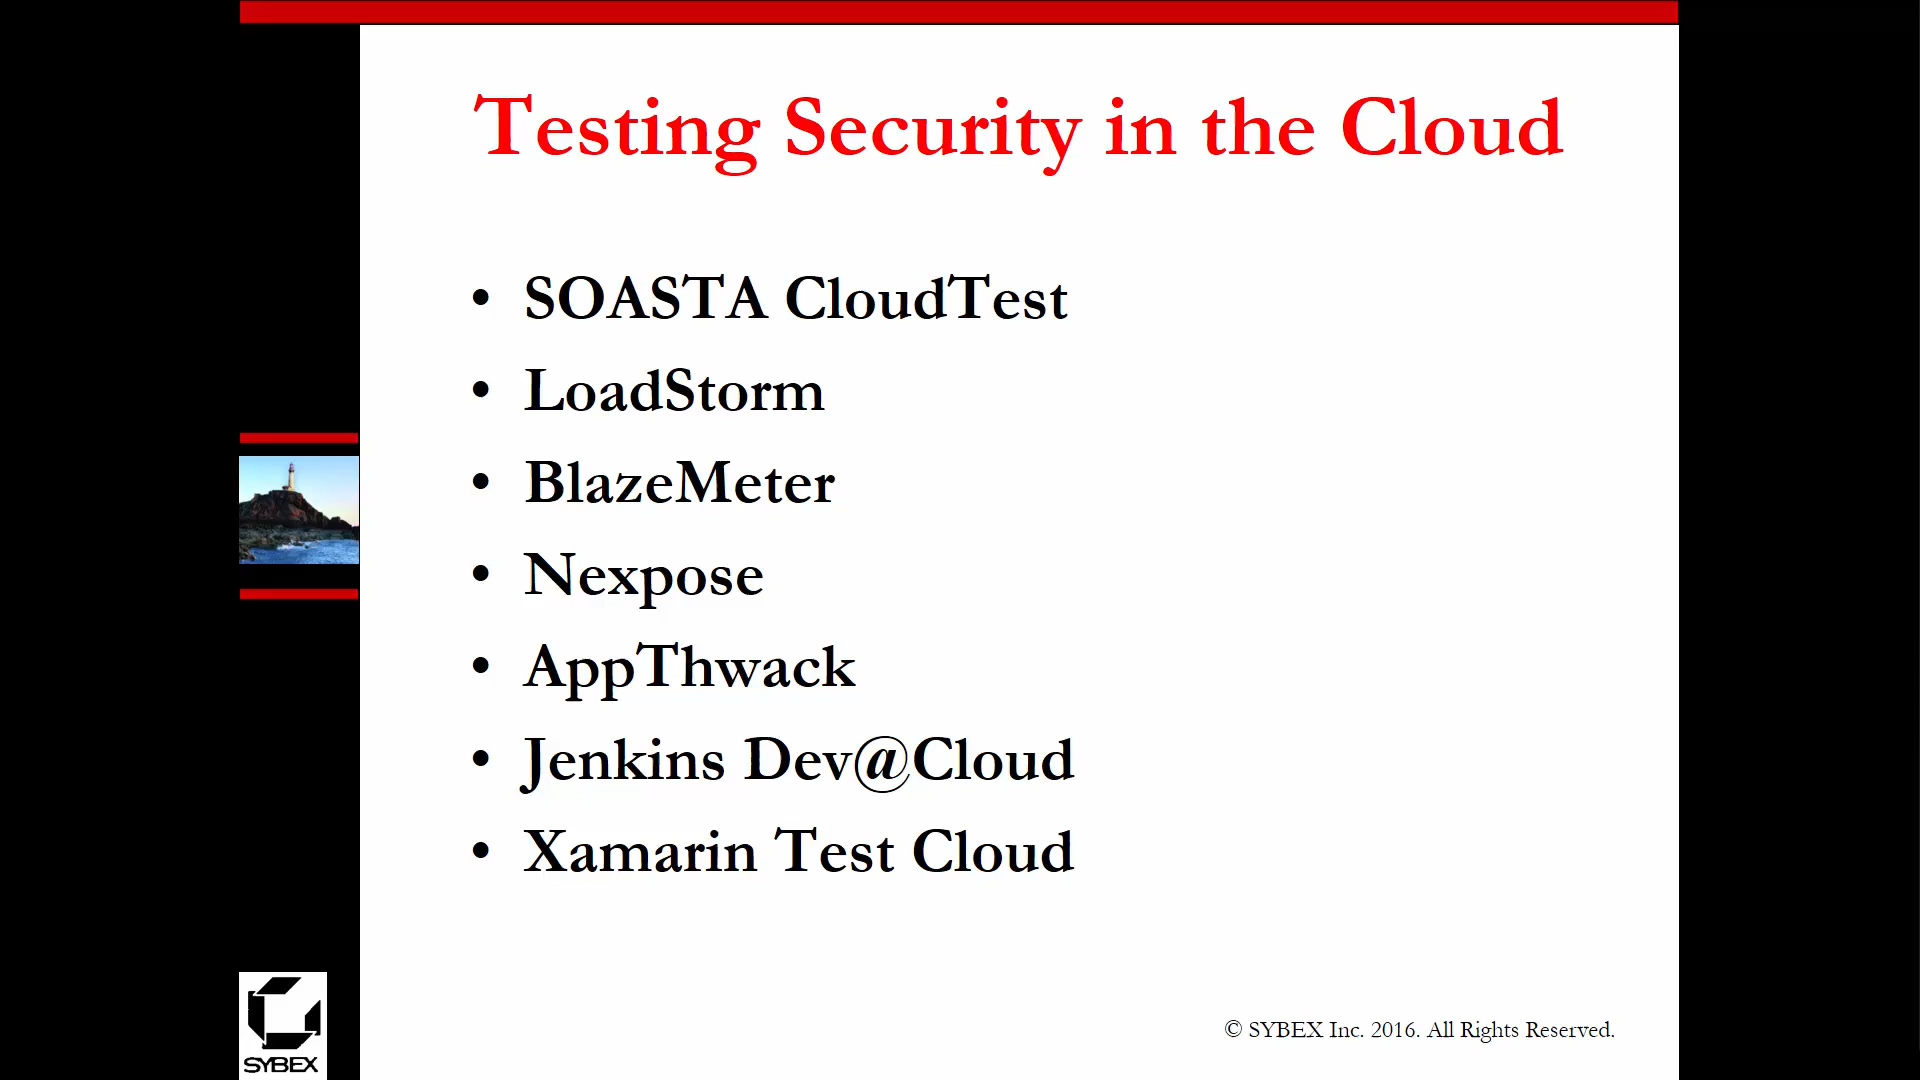 Testing Security in the Cloud
• SOASTA CloudTest
• LoadStorm
• BlazeMeter
• Nexpose
• AppThwack
• Jenkins Dev@Cloud
• Xamarin Test Cloud
SYBEX
© SYBEX Inc. 2016. All Rights Reserved.